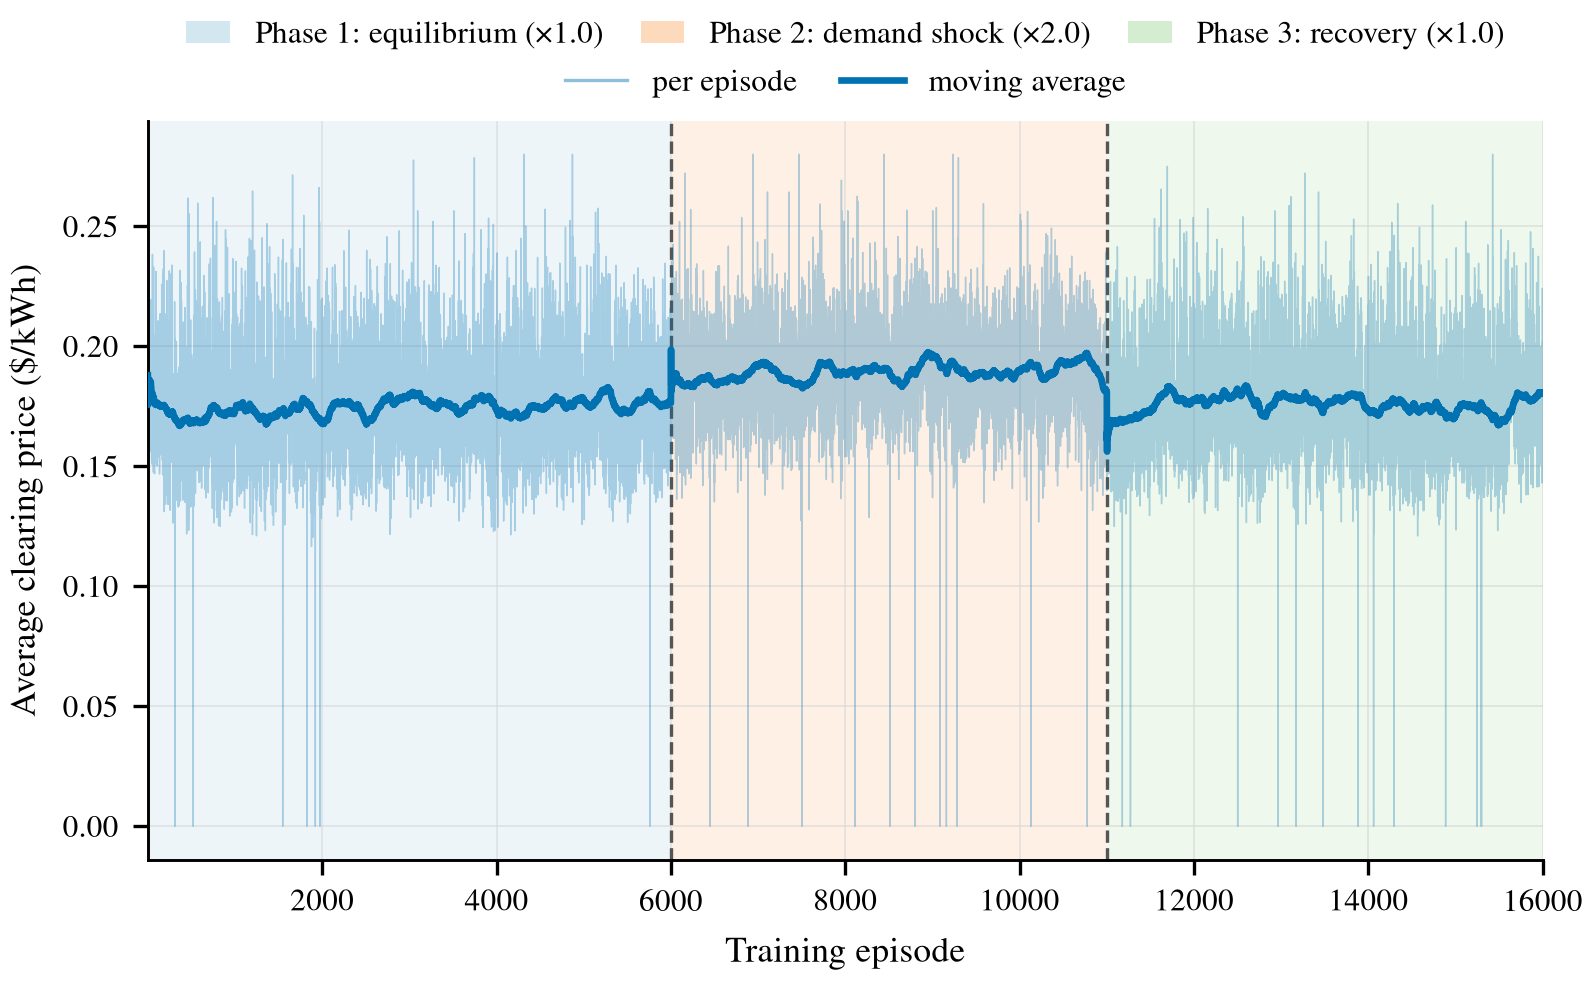 Phase 1: equilibrium (×1.0) Phase 2: demand shock (×2.0) Phase 3: recovery (×1.0)
per episode moving average
Average clearing price ($/kWh)
0.25
0.20
0.15
0.10
0.05
0.00
2000 4000 6000 8000 10000 12000 14000 16000
Training episode